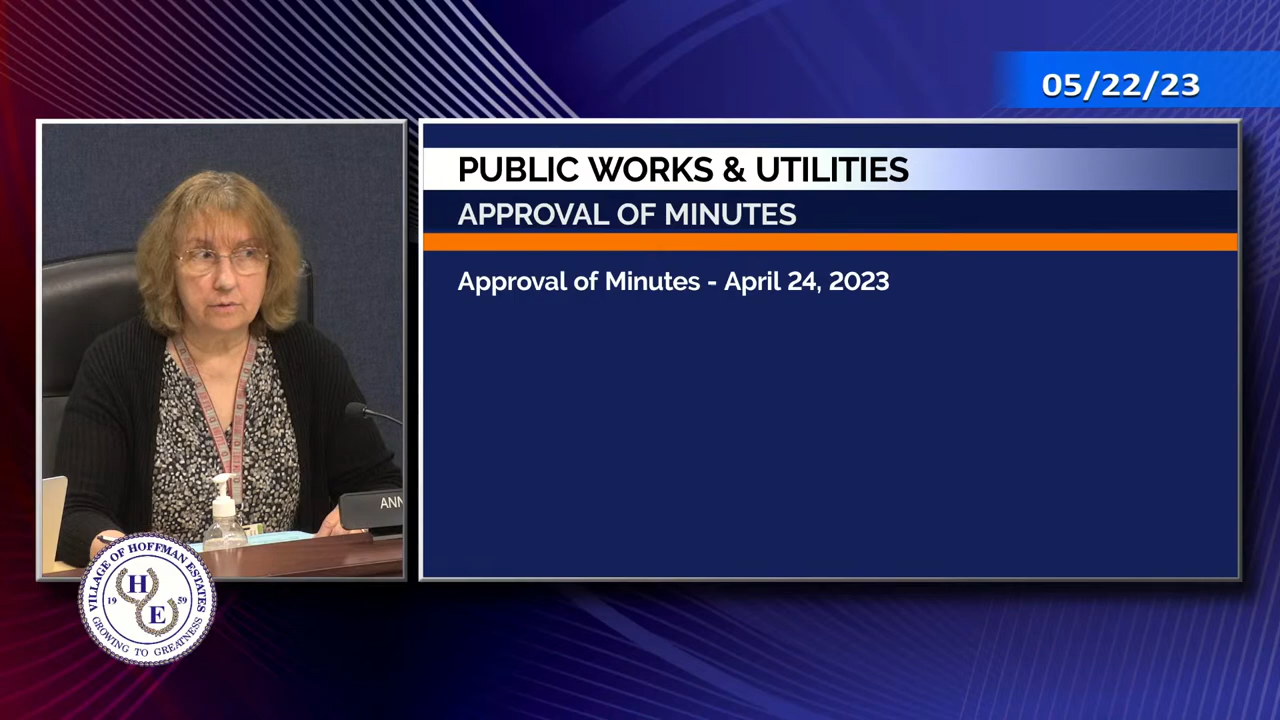 05/22/23
PUBLIC WORKS & UTILITIES
APPROVAL OF MINUTES
Approval of Minutes - April 24, 2023
ANN
VILLAGE OF HOFFMAN ESTATES
H
19 59
E
GROWING TO GREATNESS